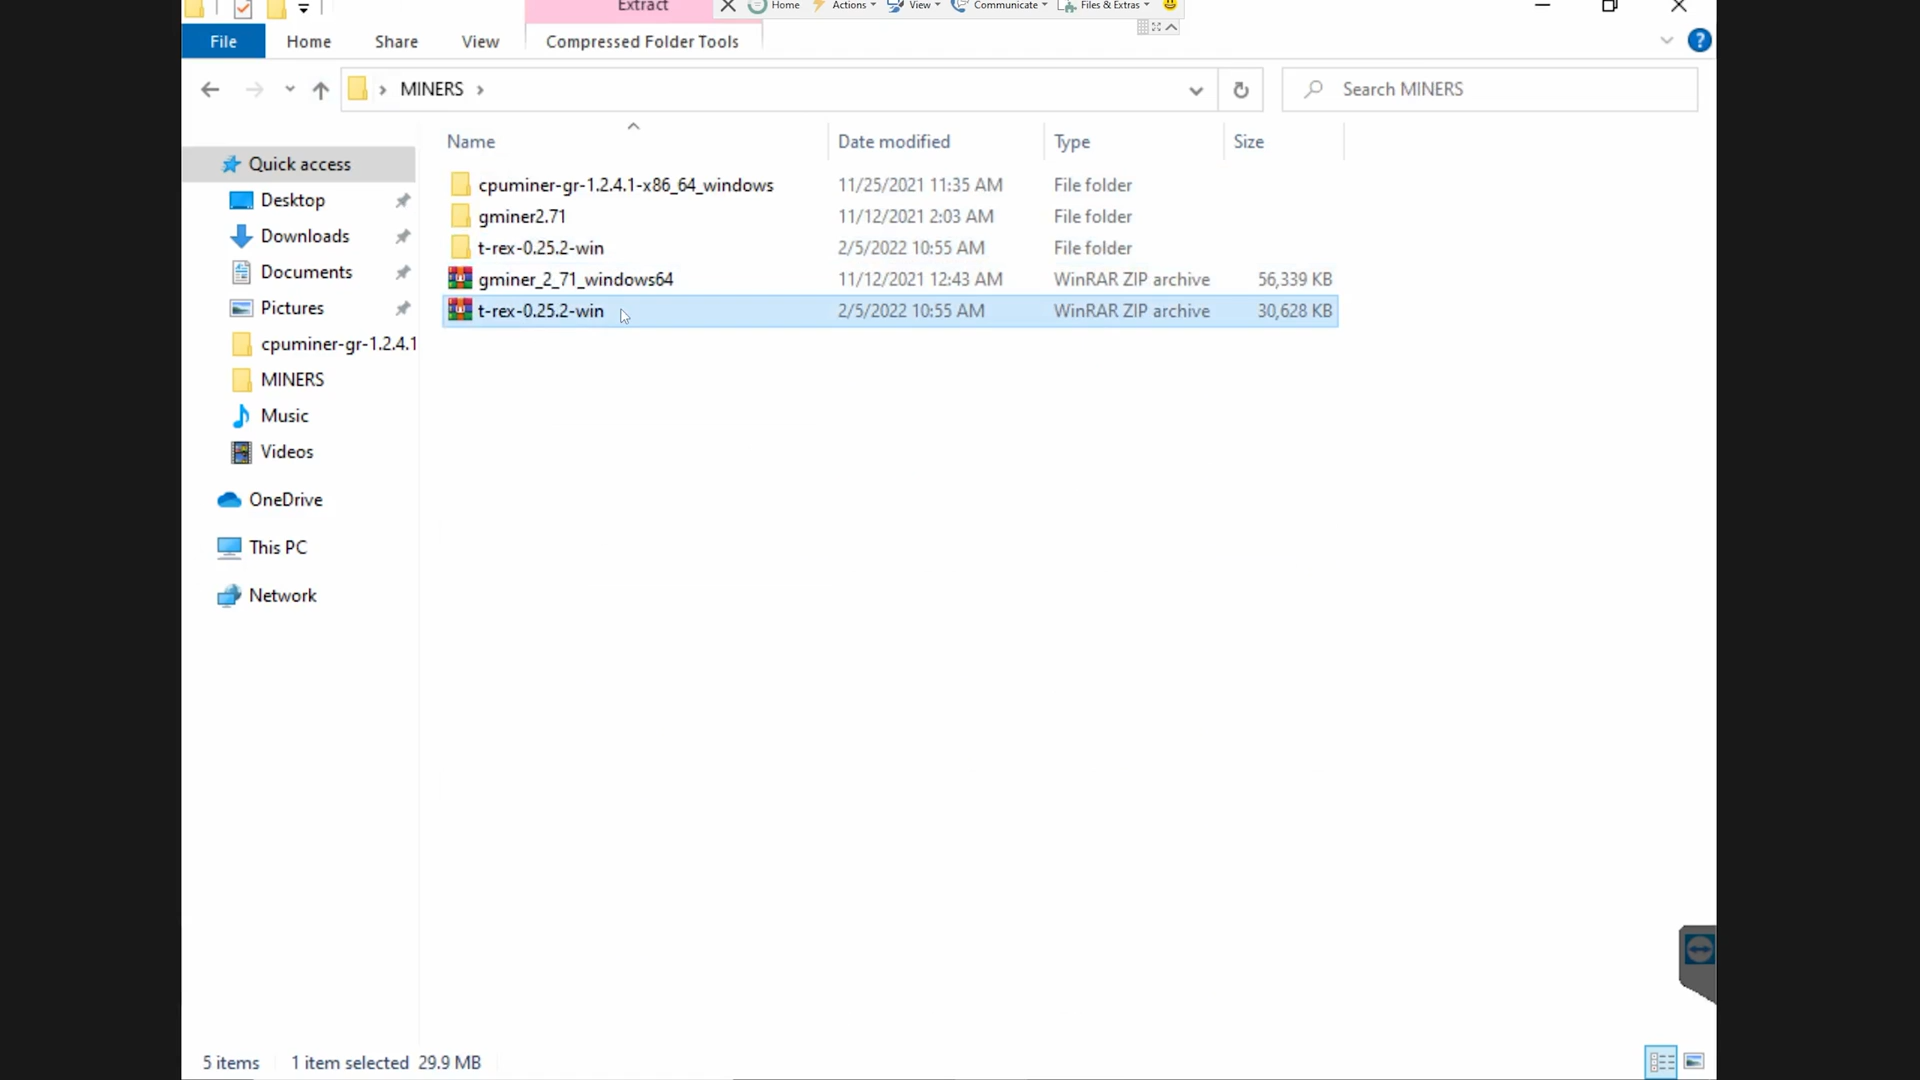 Extract
Home Actions View Communicate Files & Extras
File Home Share View Compressed Folder Tools
MINERS
Search MINERS
Name Date modified Type Size
Quick access
Desktop
Downloads
Documents
Pictures
cpuminer-gr-1.2.4.1
MINERS
Music
Videos
OneDrive
This PC
Network
cpuminer-gr-1.2.4.1-x86_64_windows 11/25/2021 11:35 AM File folder
gminer2.71 11/12/2021 2:03 AM File folder
t-rex-0.25.2-win 2/5/2022 10:55 AM File folder
gminer_2_71_windows64 11/12/2021 12:43 AM WinRAR ZIP archive 56,339 KB
t-rex-0.25.2-win 2/5/2022 10:55 AM WinRAR ZIP archive 30,628 KB
5 items 1 item selected 29.9 MB